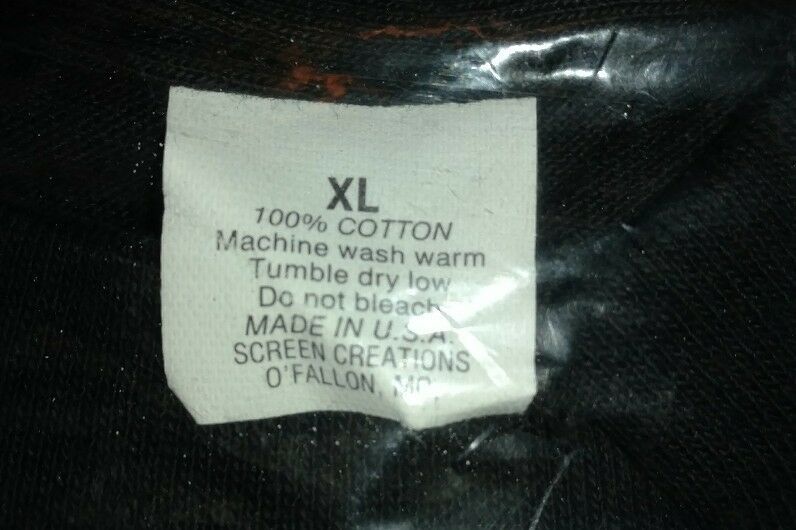 XL
100% COTTON
Machine wash warm
Tumble dry low
Do not bleach
MADE IN U.S.A.
SCREEN CREATIONS
O'FALLON, MO.